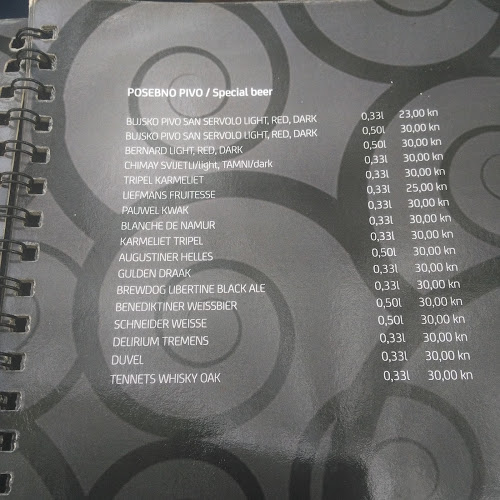 POSEBNO PIVO / Special beer
BUJSKO PIVO SAN SERVOLO LIGHT, RED, DARK 0,33l 23,00 kn
BUJSKO PIVO SAN SERVOLO LIGHT, RED, DARK 0,50l 30,00 kn
BERNARD LIGHT, RED, DARK 0,50l 30,00 kn
CHIMAY SVIJETLI/light, TAMNI/dark 0,33l 30,00 kn
TRIPEL KARMELIET 0,33l 30,00 kn
LIEFMANS FRUITESSE 0,33l 25,00 kn
PAUWEL KWAK 0,33l 30,00 kn
BLANCHE DE NAMUR 0,33l 30,00 kn
KARMELIET TRIPEL 0,33l 30,00 kn
AUGUSTINER HELLES 0,50l 30,00 kn
GULDEN DRAAK 0,33l 30,00 kn
BREWDOG LIBERTINE BLACK ALE 0,33l 30,00 kn
BENEDIKTINER WEISSBIER 0,50l 30,00 kn
SCHNEIDER WEISSE 0,50l 30,00 kn
DELIRIUM TREMENS 0,33l 30,00 kn
DUVEL 0,33l 30,00 kn
TENNETS WHISKY OAK 0,33l 30,00 kn